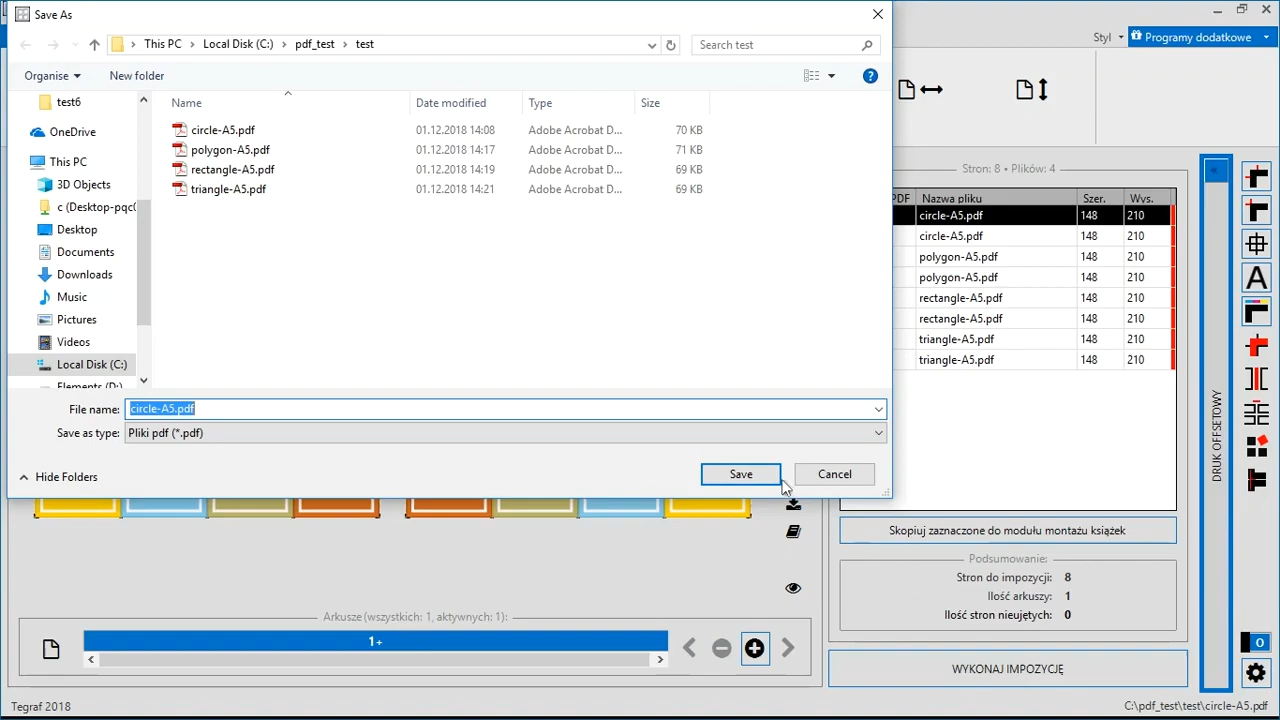 Save As
This PC
Local Disk (C:)
pdf_test
test
Search test
Organise
New folder
?
Name
Date modified
Type
Size
circle-A5.pdf 01.12.2018 14:08 Adobe Acrobat D... 70 KB
polygon-A5.pdf 01.12.2018 14:17 Adobe Acrobat D... 71 KB
rectangle-A5.pdf 01.12.2018 14:19 Adobe Acrobat D... 69 KB
triangle-A5.pdf 01.12.2018 14:21 Adobe Acrobat D... 69 KB
test6
OneDrive
This PC
3D Objects
c (Desktop-pqc
Desktop
Documents
Downloads
Music
Pictures
Videos
Local Disk (C:)
Elements (D:)
File name: circle-A5.pdf
Save as type: Pliki pdf (*.pdf)
Hide Folders
Save
Cancel
Styl
Programy dodatkowe
Stron: 8 • Plików: 4
PDF Nazwa pliku Szer. Wys.
circle-A5.pdf 148 210
circle-A5.pdf 148 210
polygon-A5.pdf 148 210
polygon-A5.pdf 148 210
rectangle-A5.pdf 148 210
rectangle-A5.pdf 148 210
triangle-A5.pdf 148 210
triangle-A5.pdf 148 210
DRUK OFFSETOWY
A
Skopiuj zaznaczone do modułu montażu książek
Podsumowanie:
Stron do impozycji: 8
Ilość arkuszy: 1
Ilość stron nieujętych: 0
0
Arkusze (wszystkich: 1, aktywnych: 1):
1+
WYKONAJ IMPOZYCJĘ
Tegraf 2018
C:\pdf_test\test\circle-A5.pdf